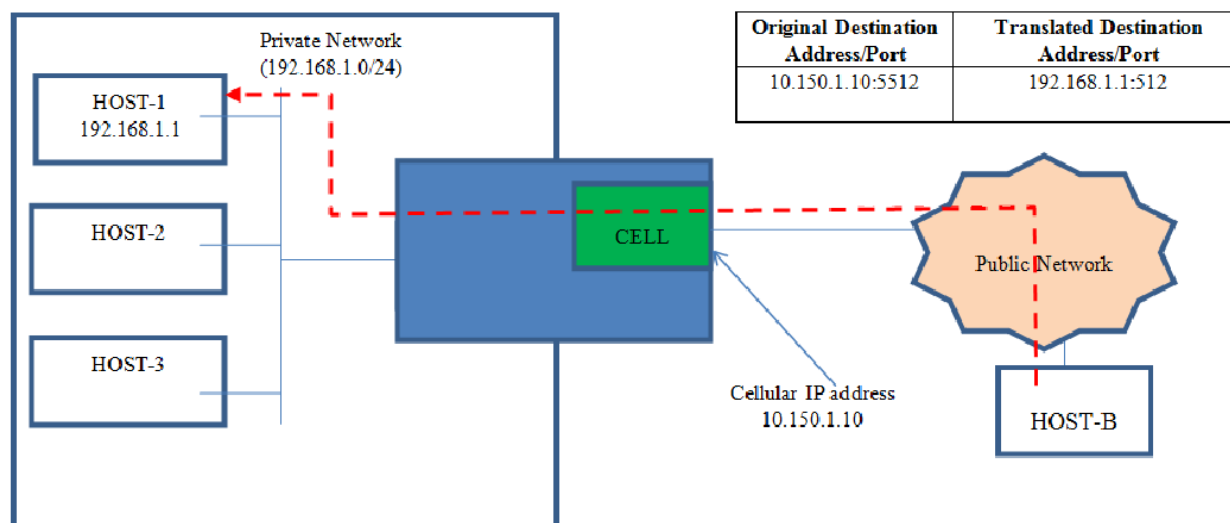 Private Network
(192.168.1.0/24)
HOST-1
192.168.1.1
HOST-2
HOST-3
CELL
Cellular IP address
10.150.1.10
Original Destination
Address/Port
Translated Destination
Address/Port
10.150.1.10:5512
192.168.1.1:512
Public Network
HOST-B